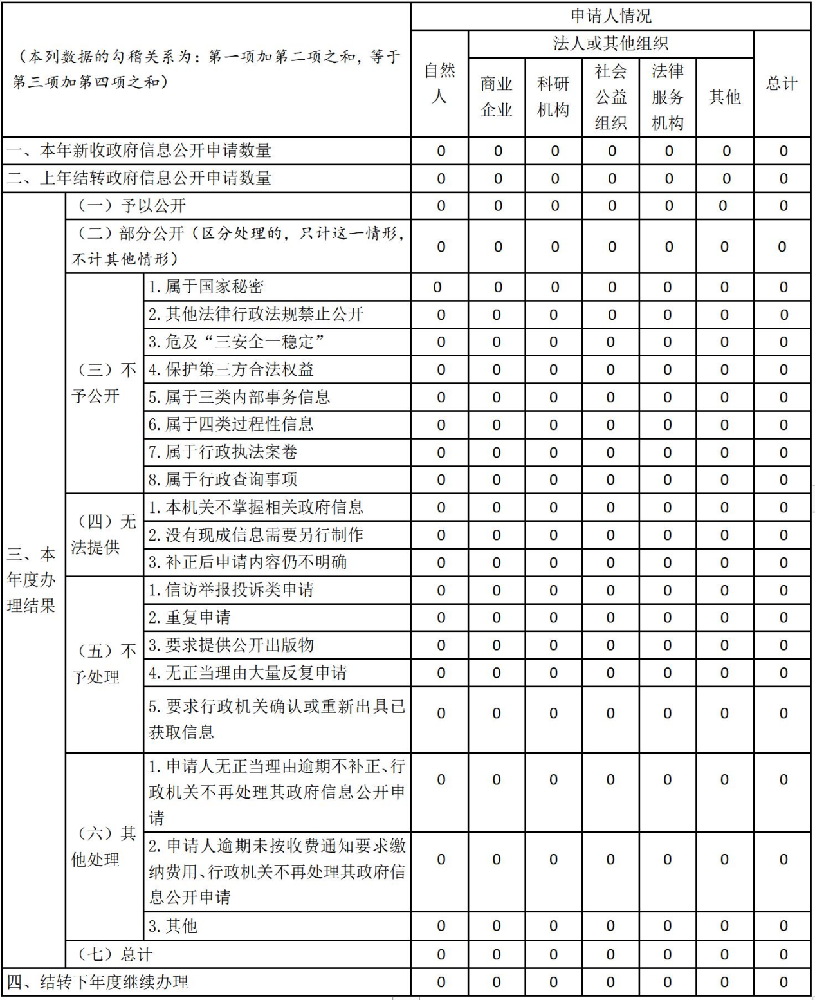 申请人情况
（本列数据的勾稽关系为：第一项加第二项之和，等于
第三项加第四项之和）
自然
人
法人或其他组织
总计
商业
企业
科研
机构
社会
公益
组织
法律
服务
机构
其他
一、本年新收政府信息公开申请数量 0 0 0 0 0 0 0
二、上年结转政府信息公开申请数量 0 0 0 0 0 0 0
三、本
年度办
理结果
（一）予以公开 0 0 0 0 0 0 0
（二）部分公开（区分处理的，只计这一情形，
不计其他情形） 0 0 0 0 0 0 0
（三）不
予公开
1.属于国家秘密 0 0 0 0 0 0 0
2.其他法律行政法规禁止公开 0 0 0 0 0 0 0
3.危及“三安全一稳定” 0 0 0 0 0 0 0
4.保护第三方合法权益 0 0 0 0 0 0 0
5.属于三类内部事务信息 0 0 0 0 0 0 0
6.属于四类过程性信息 0 0 0 0 0 0 0
7.属于行政执法案卷 0 0 0 0 0 0 0
8.属于行政查询事项 0 0 0 0 0 0 0
（四）无
法提供
1.本机关不掌握相关政府信息 0 0 0 0 0 0 0
2.没有现成信息需要另行制作 0 0 0 0 0 0 0
3.补正后申请内容仍不明确 0 0 0 0 0 0 0
（五）不
予处理
1.信访举报投诉类申请 0 0 0 0 0 0 0
2.重复申请 0 0 0 0 0 0 0
3.要求提供公开出版物 0 0 0 0 0 0 0
4.无正当理由大量反复申请 0 0 0 0 0 0 0
5.要求行政机关确认或重新出具已
获取信息 0 0 0 0 0 0 0
（六）其
他处理
1.申请人无正当理由逾期不补正、行
政机关不再处理其政府信息公开申
请 0 0 0 0 0 0 0
2.申请人逾期未按收费通知要求缴
纳费用、行政机关不再处理其政府信
息公开申请 0 0 0 0 0 0 0
3.其他 0 0 0 0 0 0 0
（七）总计 0 0 0 0 0 0 0
四、结转下年度继续办理 0 0 0 0 0 0 0